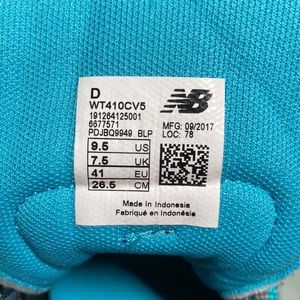 D
WT410CV5
191264125001
6677571
PDJBQ9949 BLP
NB
MFG: 09/2017
LOC: 78
9.5 US
7.5 UK
41 EU
26.5 CM
Made In Indonesia
Fabriqué en Indonésie